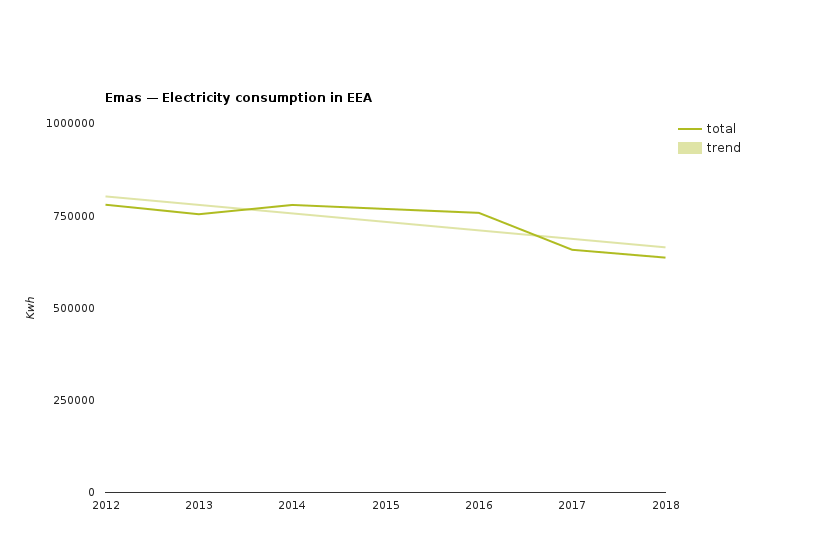 Emas — Electricity consumption in EEA
total
trend
Kwh
1000000
750000
500000
250000
0
2012 2013 2014 2015 2016 2017 2018